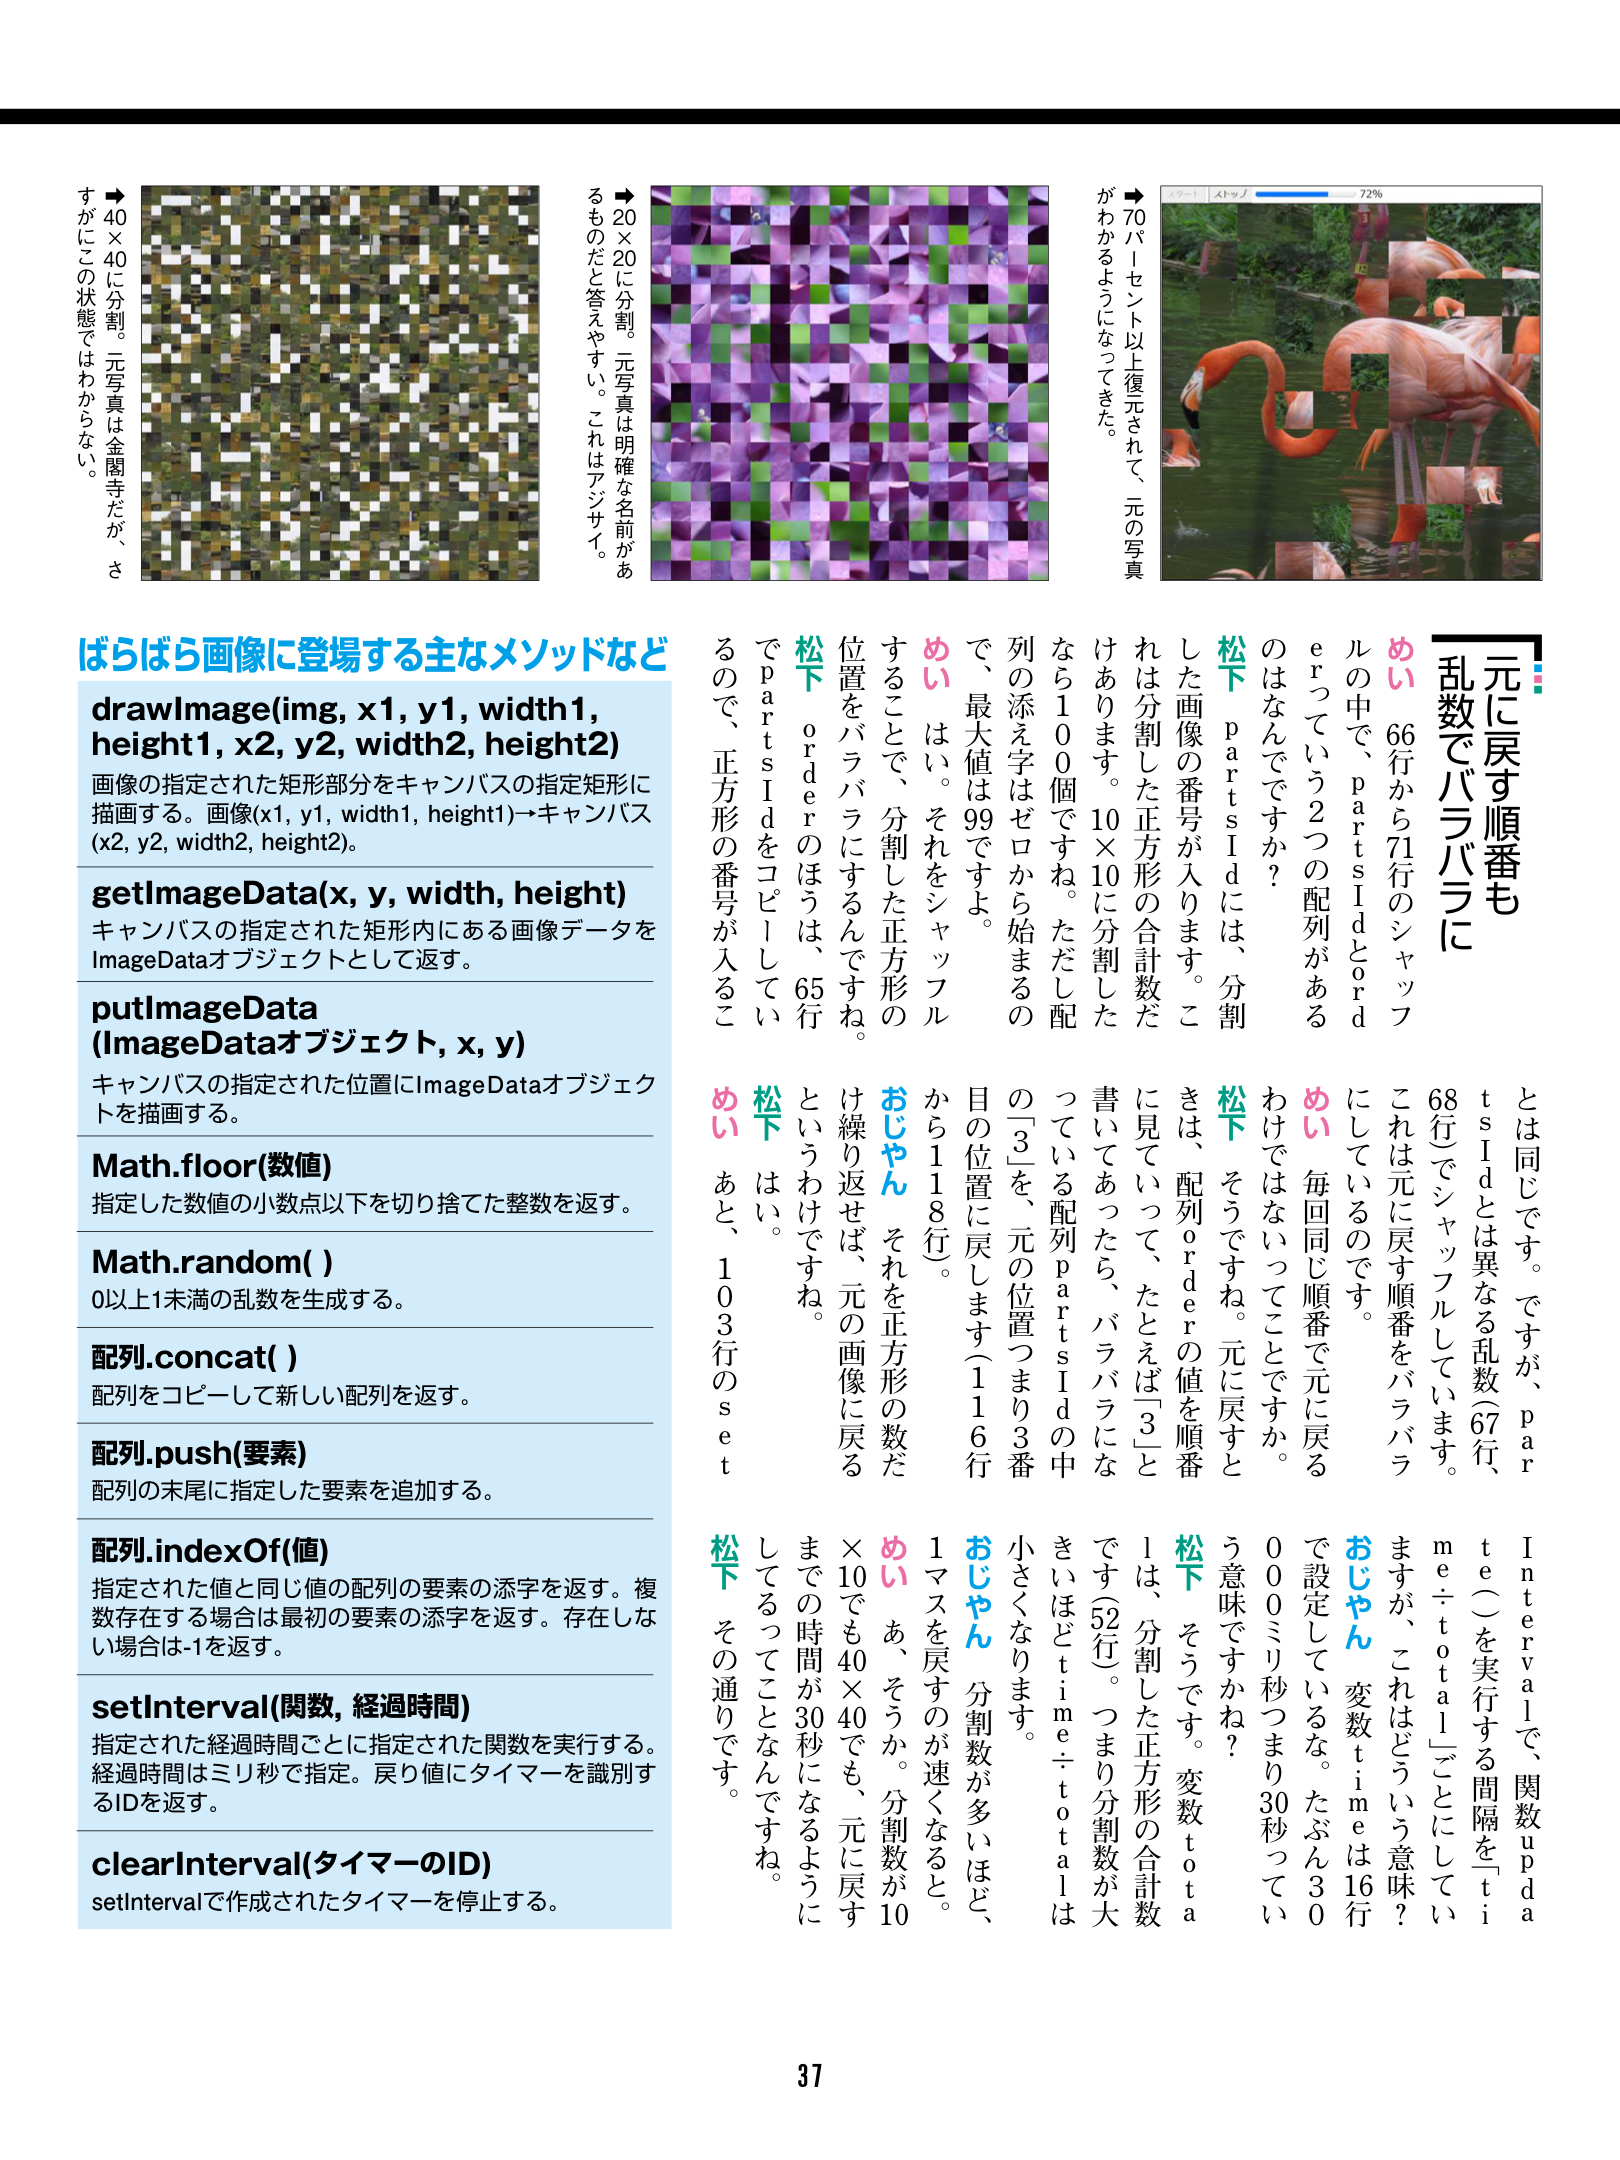 スタート ストップ 72%
➡70パーセント以上復元されて、元の写真
がわかるようになってきた。
➡20×20に分割。元写真は明確な名前があ
るものだと答えやすい。これはアジサイ。
➡40×40に分割。元写真は金閣寺だが、さ
すがにこの状態ではわからない。
元に戻す順番も
乱数でバラバラに
めい 66行から71行のシャッフ
ルの中で、partsIdとord
erっていう2つの配列がある
のはなんでですか?
松下 partsIdには、分割
した画像の番号が入ります。こ
れは分割した正方形の合計数だ
けあります。10×10に分割した
なら100個ですね。ただし配
列の添え字はゼロから始まるの
で、最大値は99ですよ。
めい はい。それをシャッフル
することで、分割した正方形の
位置をバラバラにするんですね。
松下 orderのほうは、65行
でpartsIdをコピーしてい
るので、正方形の番号が入るこ
とは同じです。ですが、par
tsIdとは異なる乱数(67行、
68行)でシャッフルしています。
これは元に戻す順番をバラバラ
にしているのです。
めい 毎回同じ順番で元に戻る
わけではないってことですか。
松下 そうですね。元に戻すと
きは、配列orderの値を順番
に見ていって、たとえば「3」と
書いてあったら、バラバラにな
っている配列partsIdの中
の「3」を、元の位置つまり3番
目の位置に戻します(116行
から118行)。
おじやん それを正方形の数だ
け繰り返せば、元の画像に戻る
というわけですね。
松下 はい。
めい あと、103行のset
Intervalで、関数upda
te()を実行する間隔を「ti
me÷total」ごとにしてい
ますが、これはどういう意味?
おじやん 変数timeは16行
で設定しているな。たぶん30
000ミリ秒つまり30秒ってい
う意味ですかね?
松下 そうです。変数tota
lは、分割した正方形の合計数
です(52行)。つまり分割数が大
きいほどtime÷totalは
小さくなります。
おじやん 分割数が多いほど、
1マスを戻すのが速くなると。
めい あ、そうか。分割数が10
×10でも40×40でも、元に戻す
までの時間が30秒になるように
してるってことなんですね。
松下 その通りです。
ばらばら画像に登場する主なメソッドなど
drawImage(img, x1, y1, width1,
height1, x2, y2, width2, height2)
画像の指定された矩形部分をキャンバスの指定矩形に
描画する。画像(x1, y1, width1, height1)→キャンバス
(x2, y2, width2, height2)。
getImageData(x, y, width, height)
キャンバスの指定された矩形内にある画像データを
ImageDataオブジェクトとして返す。
putImageData
(ImageDataオブジェクト, x, y)
キャンバスの指定された位置にImageDataオブジェク
トを描画する。
Math.floor(数値)
指定した数値の小数点以下を切り捨てた整数を返す。
Math.random( )
0以上1未満の乱数を生成する。
配列.concat( )
配列をコピーして新しい配列を返す。
配列.push(要素)
配列の末尾に指定した要素を追加する。
配列.indexOf(値)
指定された値と同じ値の配列の要素の添字を返す。複
数存在する場合は最初の要素の添字を返す。存在しな
い場合は-1を返す。
setInterval(関数, 経過時間)
指定された経過時間ごとに指定された関数を実行する。
経過時間はミリ秒で指定。戻り値にタイマーを識別す
るIDを返す。
clearInterval(タイマーのID)
setIntervalで作成されたタイマーを停止する。
37